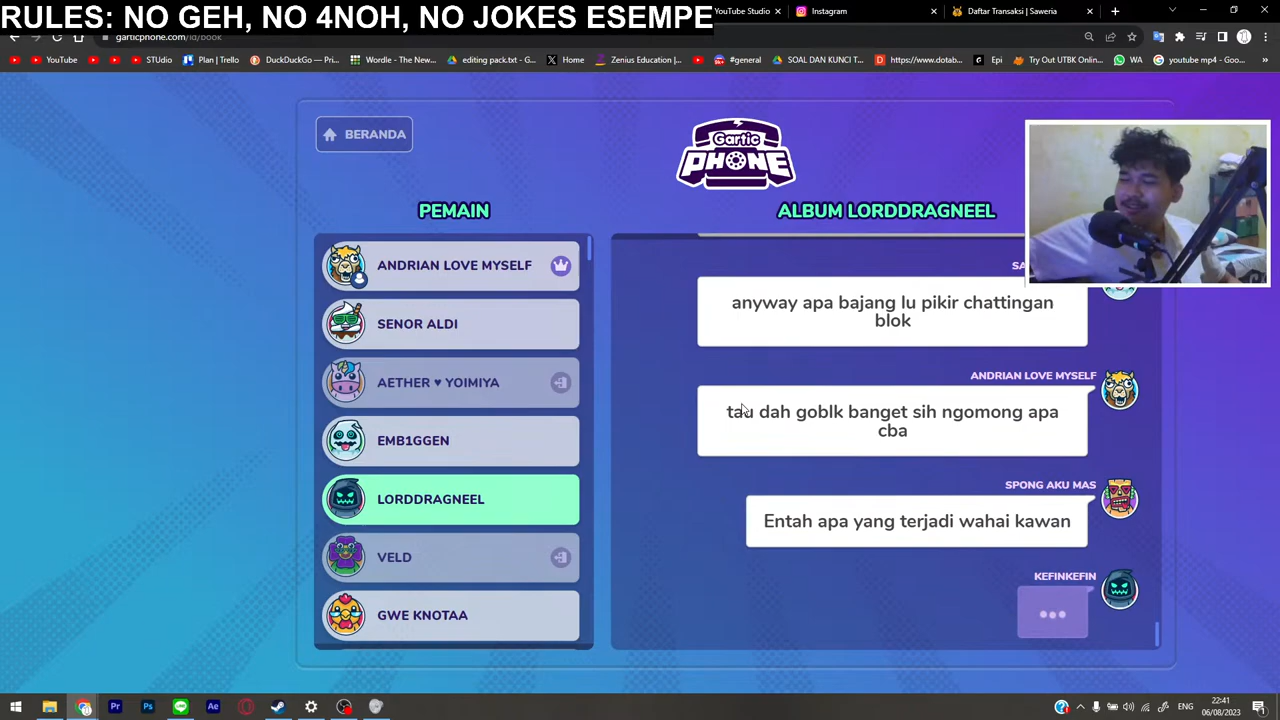 RULES: NO GEH, NO 4NOH, NO JOKES ESEMPE
YouTube Studio
Instagram
Daftar Transaksi | Saweria
garticphone.com/id/book
YouTube
STUdio
Plan | Trello
DuckDuckGo — Pri...
Wordle - The New...
editing pack.txt - G...
Home
Zenius Education |...
#general
SOAL DAN KUNCI T...
https://www.dotab...
Epi
Try Out UTBK Onlin...
WA
youtube mp4 - Goo...
BERANDA
Gartic
PHONE
PEMAIN
ANDRIAN LOVE MYSELF
SENOR ALDI
AETHER ♥ YOIMIYA
EMB1GGEN
LORDDRAGNEEL
VELD
GWE KNOTAA
ALBUM LORDDRAGNEEL
anyway apa bajang lu pikir chattingan
blok
ANDRIAN LOVE MYSELF
tau dah goblk banget sih ngomong apa
cba
SPONG AKU MAS
Entah apa yang terjadi wahai kawan
KEFINKEFIN
ENG
22:41
06/08/2023